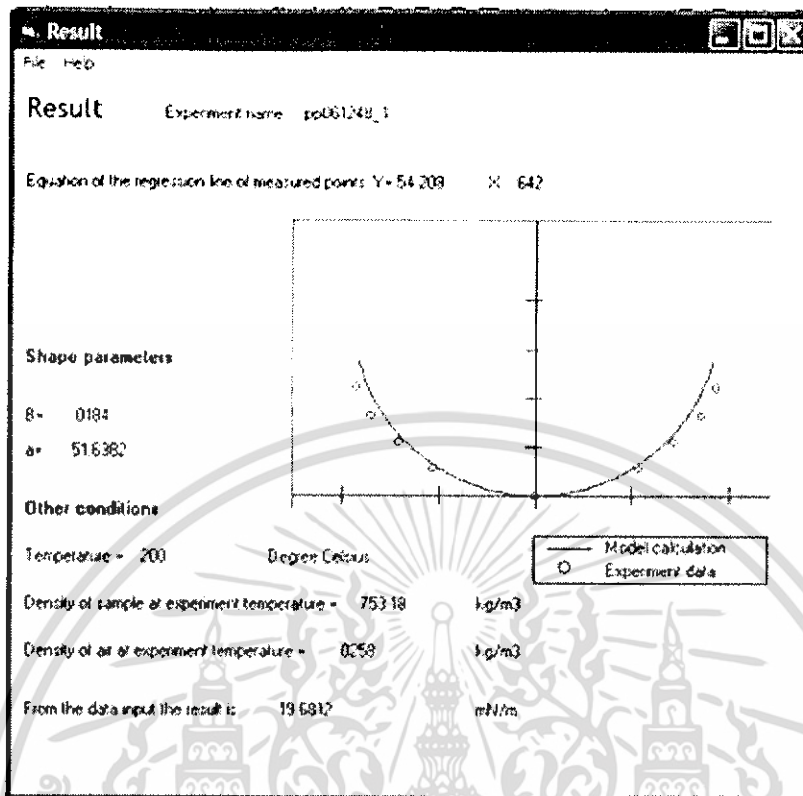 Result
File Help
Result Experiment name pp061248_1
Equation of the regression line of measured points Y= 54.209 X 642
Shape parameters
B= .0184
a= 51.6382
Other conditions
Temperature = 200 Degree Celsius
Model calculation
Experiment data
Density of sample at experiment temperature = 753.18 kg/m3
Density of air at experiment temperature = .0258 kg/m3
From the data input the result is 19.6812 mN/m